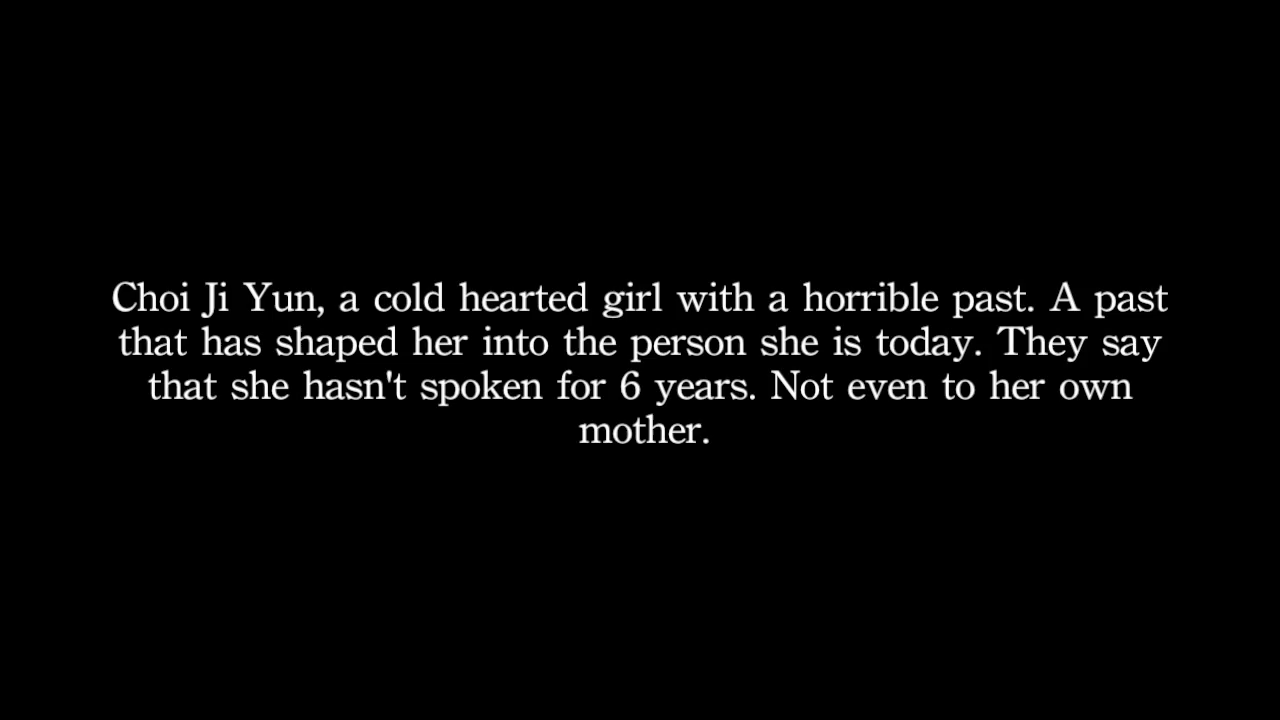 Choi Ji Yun, a cold hearted girl with a horrible past. A past
that has shaped her into the person she is today. They say
that she hasn't spoken for 6 years. Not even to her own
mother.